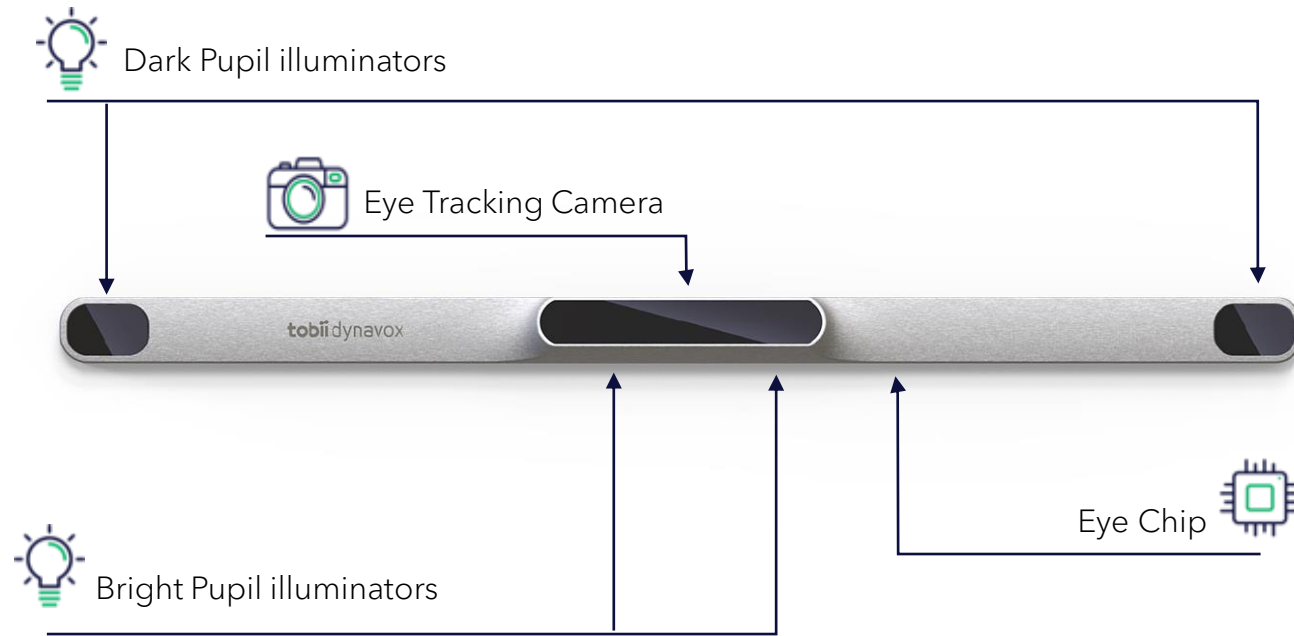 Dark Pupil illuminators
Eye Tracking Camera
tobii dynavox
Eye Chip
Bright Pupil illuminators